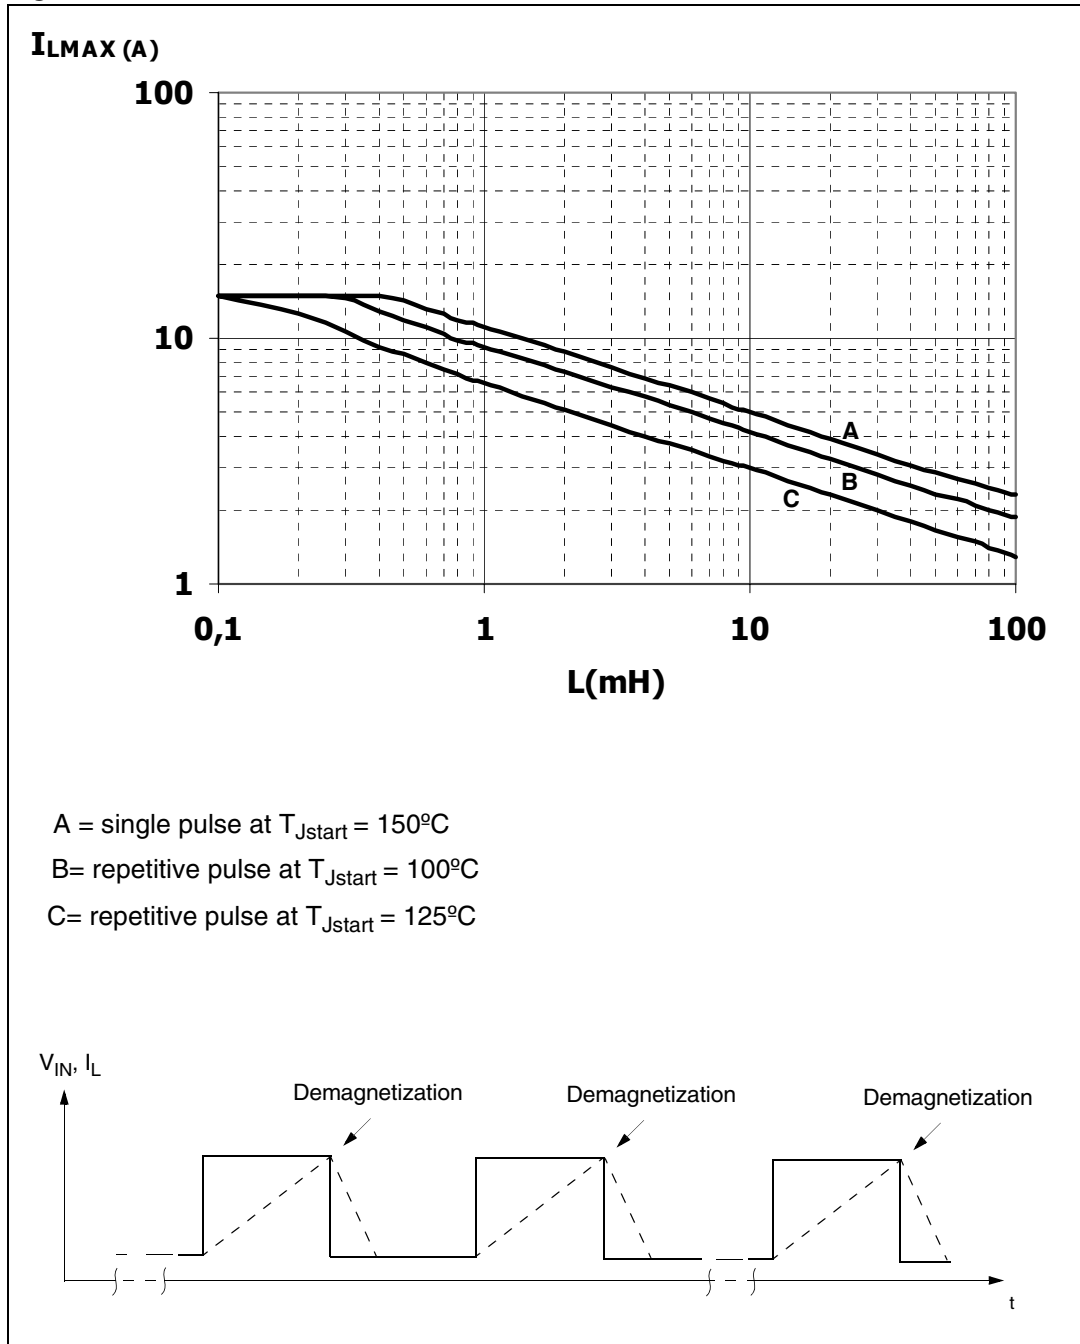 ILMAX (A)
100
10
1
0,1 1 10 100
L(mH)
A
B
C
A = single pulse at TJstart = 150ºC
B= repetitive pulse at TJstart = 100ºC
C= repetitive pulse at TJstart = 125ºC
VIN, IL
Demagnetization Demagnetization Demagnetization
t